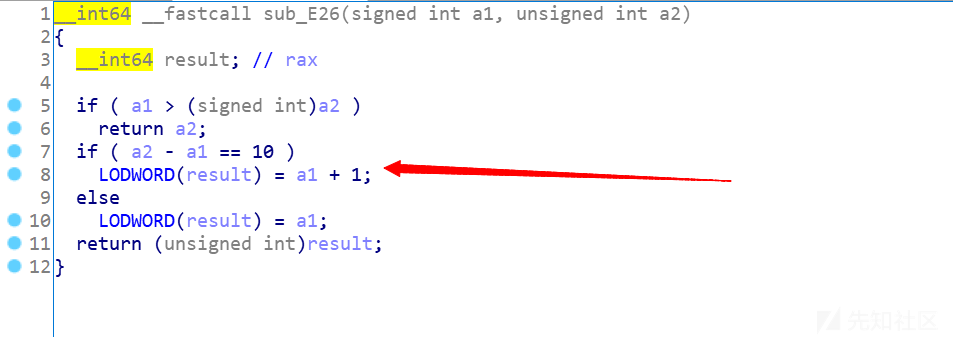 1 __int64 __fastcall sub_E26(signed int a1, unsigned int a2)
2 {
3 __int64 result; // rax
4
5 if ( a1 > (signed int)a2 )
6 return a2;
7 if ( a2 - a1 == 10 )
8 LODWORD(result) = a1 + 1;
9 else
10 LODWORD(result) = a1;
11 return (unsigned int)result;
12 }
先知社区